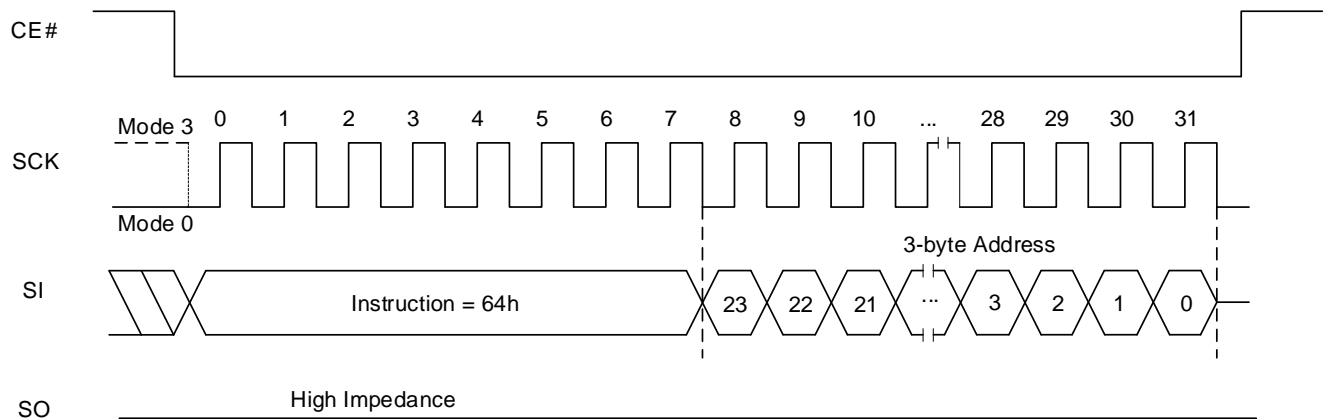 CE#
Mode 3 0 1 2 3 4 5 6 7 8 9 10 ... 28 29 30 31
SCK
Mode 0
3-byte Address
SI Instruction = 64h 23 22 21 ... 3 2 1 0
High Impedance
SO